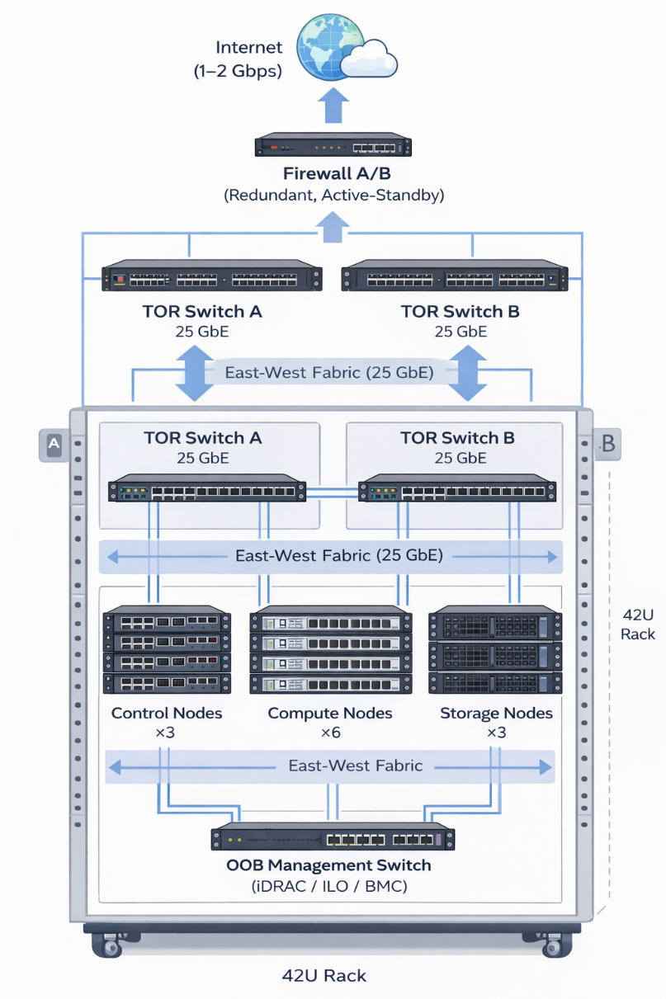 Internet
(1–2 Gbps)
Firewall A/B
(Redundant, Active-Standby)
TOR Switch A
25 GbE
TOR Switch B
25 GbE
East-West Fabric (25 GbE)
A
B
TOR Switch A
25 GbE
TOR Switch B
25 GbE
East-West Fabric (25 GbE)
42U
Rack
Control Nodes
×3
Compute Nodes
×6
Storage Nodes
×3
East-West Fabric
OOB Management Switch
(iDRAC / ILO / BMC)
42U Rack